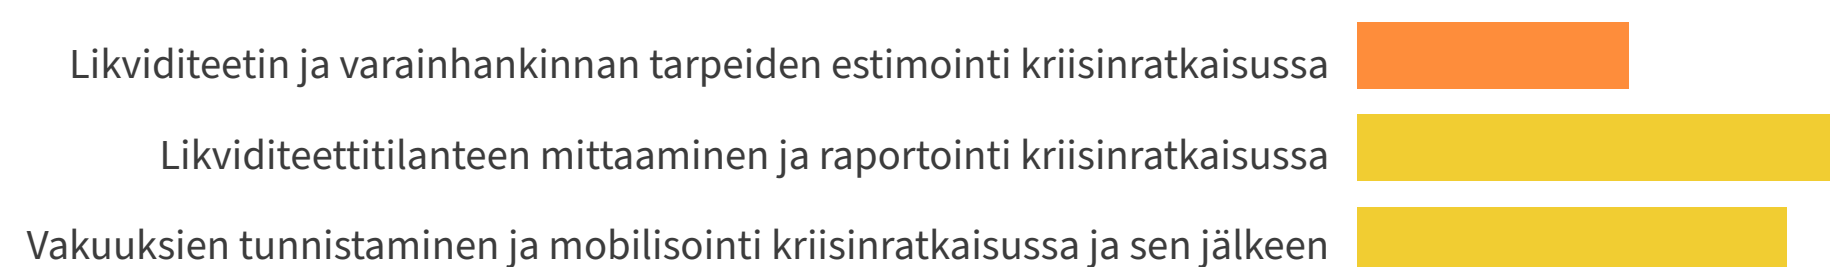 Likviditeetin ja varainhankinnan tarpeiden estimointi kriisinratkaisussa
Likviditeettitilanteen mittaaminen ja raportointi kriisinratkaisussa
Vakuuksien tunnistaminen ja mobilisointi kriisinratkaisussa ja sen jälkeen